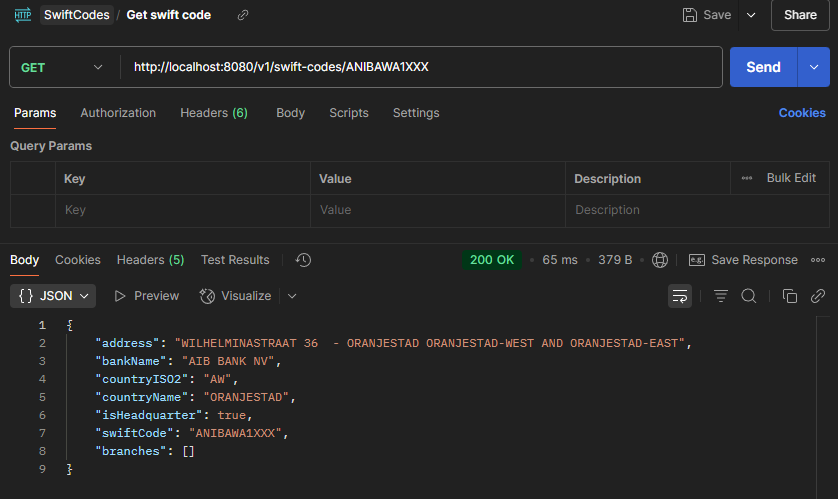 HTTP SwiftCodes / Get swift code Save Share
GET http://localhost:8080/v1/swift-codes/ANIBAWA1XXX Send
Params Authorization Headers (6) Body Scripts Settings Cookies
Query Params
Key Value Description Bulk Edit
Key Value Description
Body Cookies Headers (5) Test Results 200 OK 65 ms 379 B e.g. Save Response
{} JSON Preview Visualize
1 {
2 "address": "WILHELMINASTRAAT 36  - ORANJESTAD ORANJESTAD-WEST AND ORANJESTAD-EAST",
3 "bankName": "AIB BANK NV",
4 "countryISO2": "AW",
5 "countryName": "ORANJESTAD",
6 "isHeadquarter": true,
7 "swiftCode": "ANIBAWA1XXX",
8 "branches": []
9 }